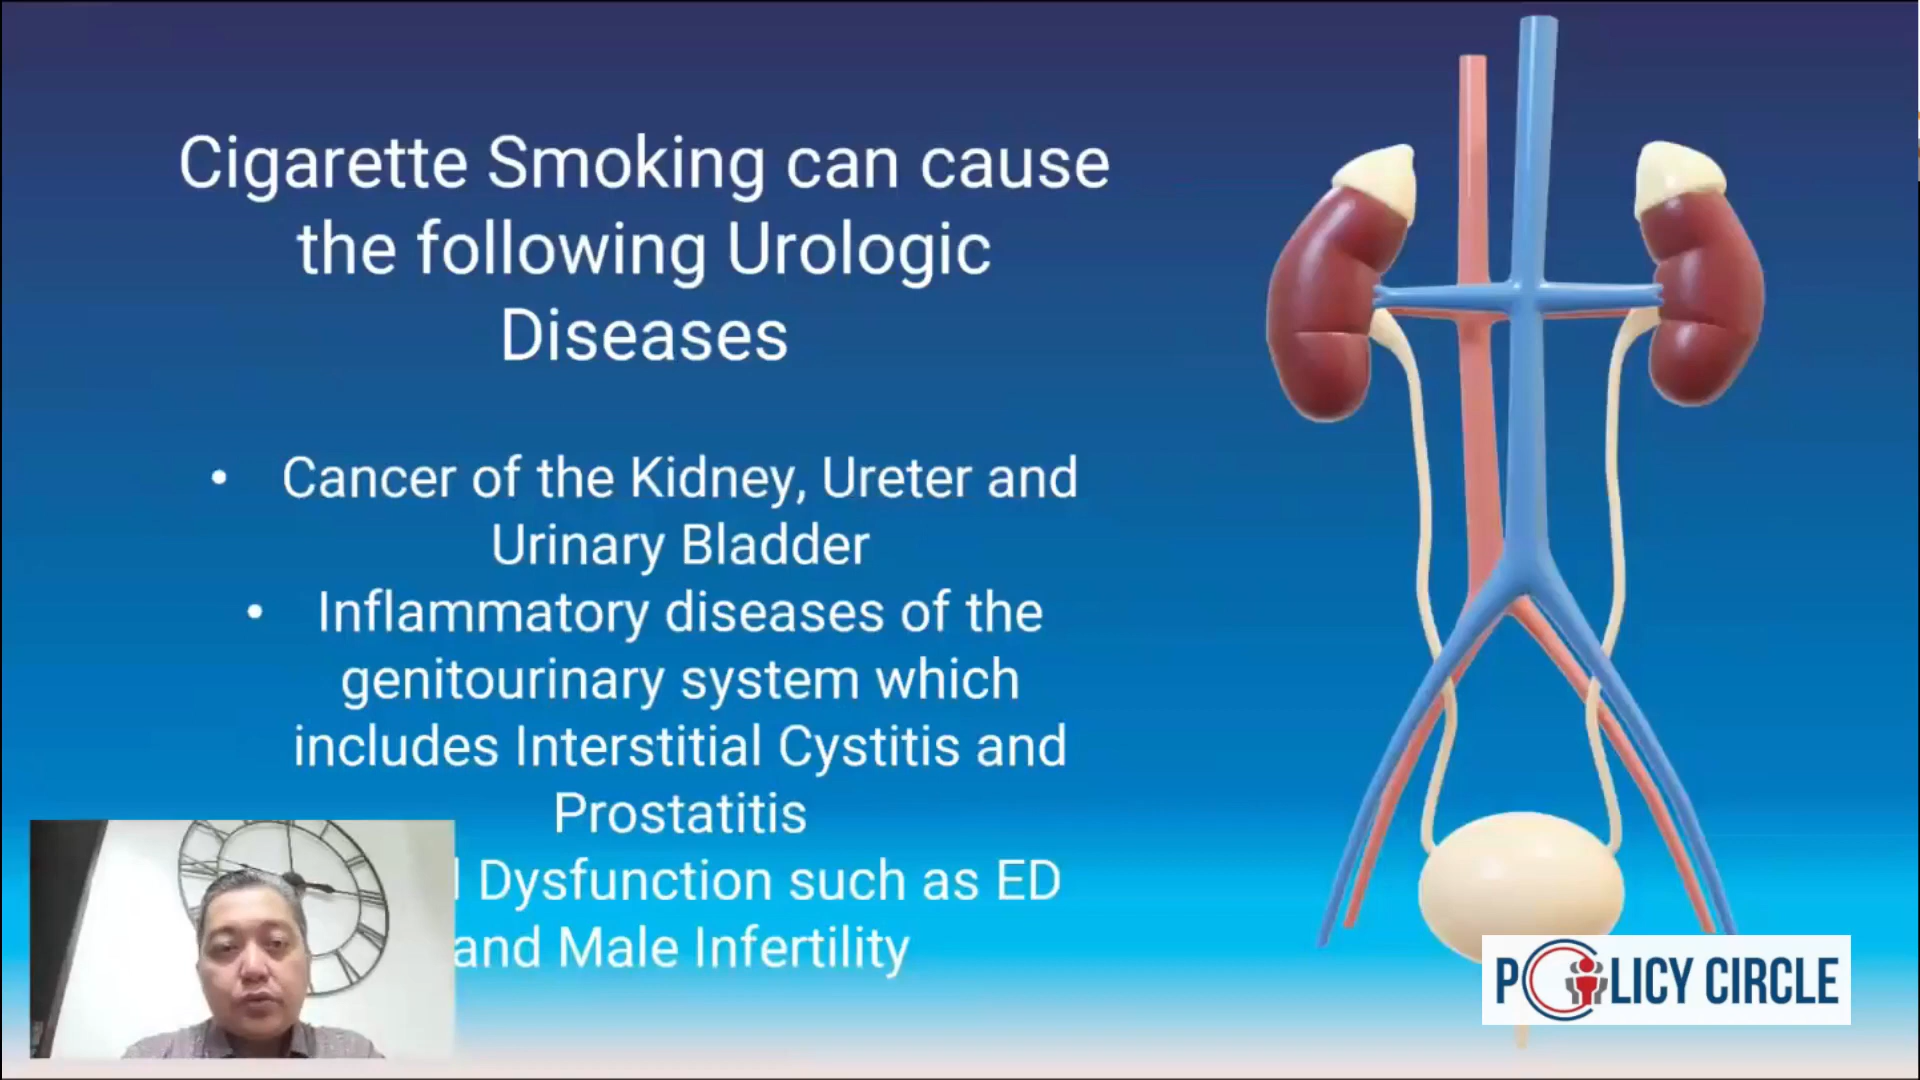 Cigarette Smoking can cause
the following Urologic
Diseases
• Cancer of the Kidney, Ureter and
Urinary Bladder
• Inflammatory diseases of the
genitourinary system which
includes Interstitial Cystitis and
Prostatitis
Dysfunction such as ED
and Male Infertility
POLICY CIRCLE